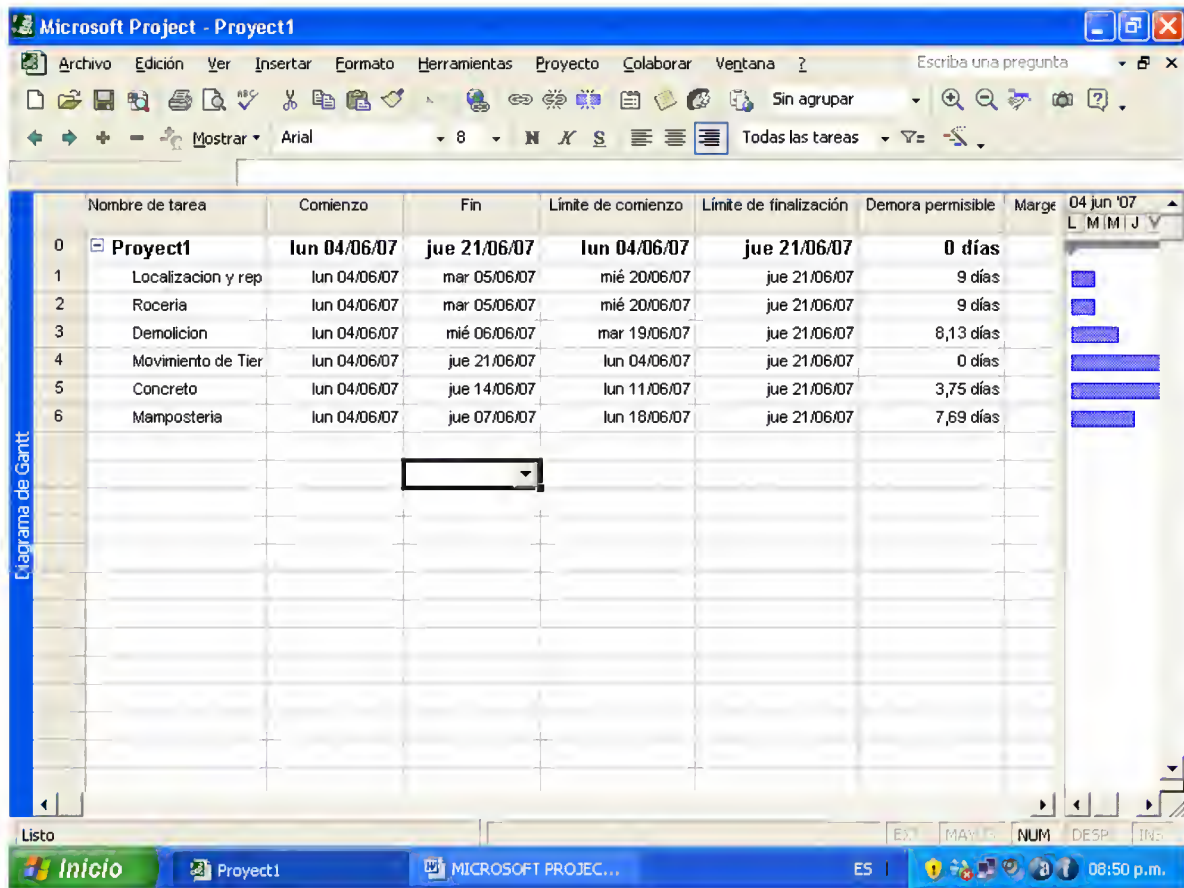 Microsoft Project - Proyect1
Archivo Edición Ver Insertar Formato Herramientas Proyecto Colaborar Ventana ? Escriba una pregunta
ABC Sin agrupar
Mostrar Arial 8 N K S Todas las tareas
Nombre de tarea Comienzo Fin Límite de comienzo Límite de finalización Demora permisible Marge 04 jun '07
L M M J V
0 Proyect1 lun 04/06/07 jue 21/06/07 lun 04/06/07 jue 21/06/07 0 días
1 Localizacion y rep lun 04/06/07 mar 05/06/07 mié 20/06/07 jue 21/06/07 9 días
2 Roceria lun 04/06/07 mar 05/06/07 mié 20/06/07 jue 21/06/07 9 días
3 Demolicion lun 04/06/07 mié 06/06/07 mar 19/06/07 jue 21/06/07 8,13 días
4 Movimiento de Tier lun 04/06/07 jue 21/06/07 lun 04/06/07 jue 21/06/07 0 días
5 Concreto lun 04/06/07 jue 14/06/07 lun 11/06/07 jue 21/06/07 3,75 días
6 Mamposteria lun 04/06/07 jue 07/06/07 lun 18/06/07 jue 21/06/07 7,69 días
Diagrama de Gantt
Listo EXT MAYÚS NUM DESP INS
Inicio Proyect1 MICROSOFT PROJEC... ES 08:50 p.m.